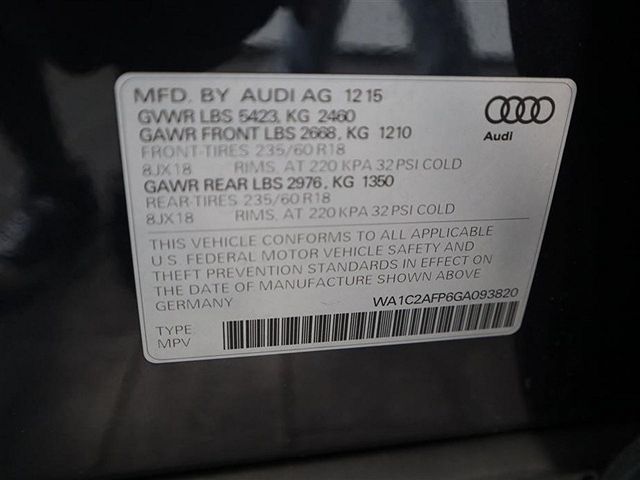 MFD. BY AUDI AG 12 15
GVWR LBS 5423, KG 2460
GAWR FRONT LBS 2668, KG 1210
FRONT-TIRES 235/60 R18
8JX18 RIMS, AT 220 KPA 32 PSI COLD
GAWR REAR LBS 2976, KG 1350
REAR-TIRES 235/60 R18
8JX18 RIMS, AT 220 KPA 32 PSI COLD
Audi
THIS VEHICLE CONFORMS TO ALL APPLICABLE
U.S. FEDERAL MOTOR VEHICLE SAFETY AND
THEFT PREVENTION STANDARDS IN EFFECT ON
THE DATE OF MANUFACTURE SHOWN ABOVE
GERMANY WA1C2AFP6GA093820
TYPE:
MPV